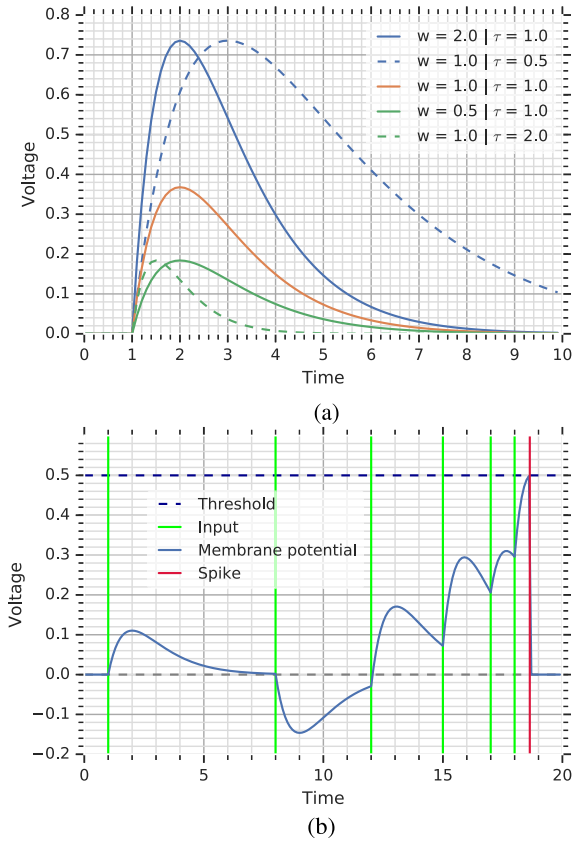 0.8
0.7
0.6
0.5
0.4
0.3
0.2
0.1
0.0
Voltage
w = 2.0 | τ = 1.0
w = 1.0 | τ = 0.5
w = 1.0 | τ = 1.0
w = 0.5 | τ = 1.0
w = 1.0 | τ = 2.0
0 1 2 3 4 5 6 7 8 9 10
Time
(a)
0.5
0.4
0.3
0.2
0.1
0.0
−0.1
−0.2
Voltage
Threshold
Input
Membrane potential
Spike
0 5 10 15 20
Time
(b)